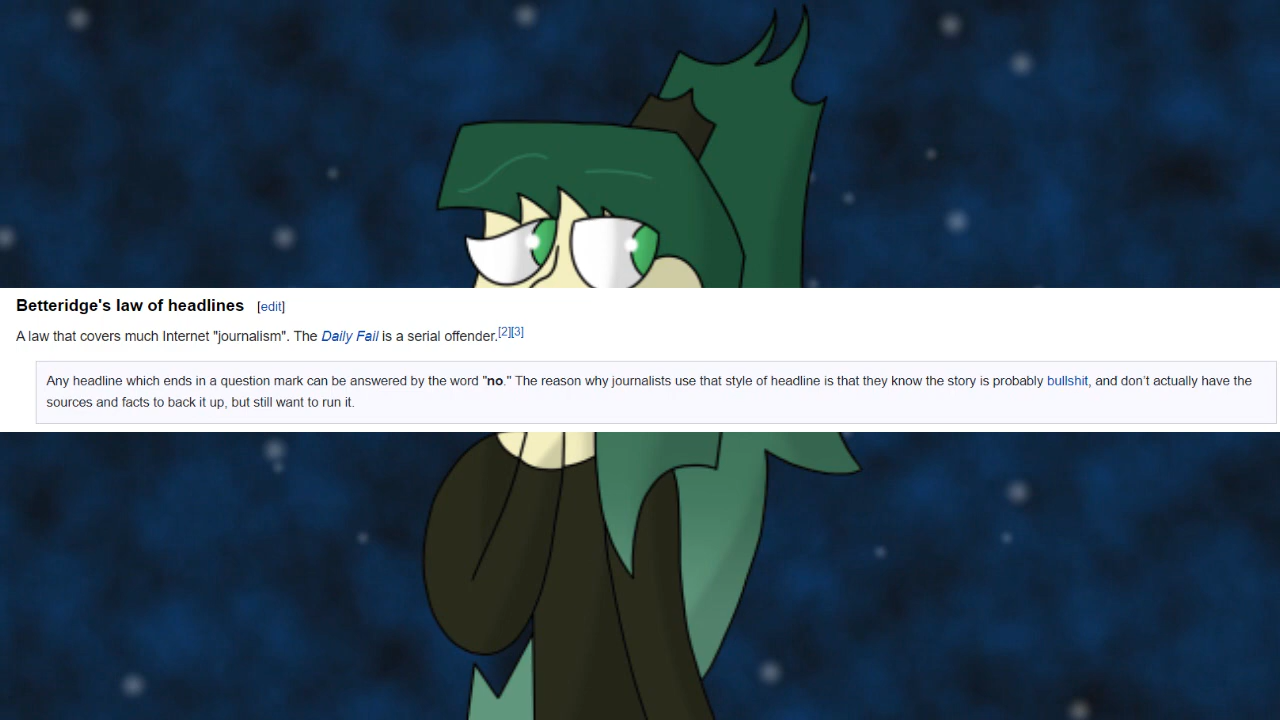 Betteridge's law of headlines [edit]
A law that covers much Internet "journalism". The Daily Fail is a serial offender.[2][3]
Any headline which ends in a question mark can be answered by the word "no." The reason why journalists use that style of headline is that they know the story is probably bullshit, and don’t actually have the
sources and facts to back it up, but still want to run it.